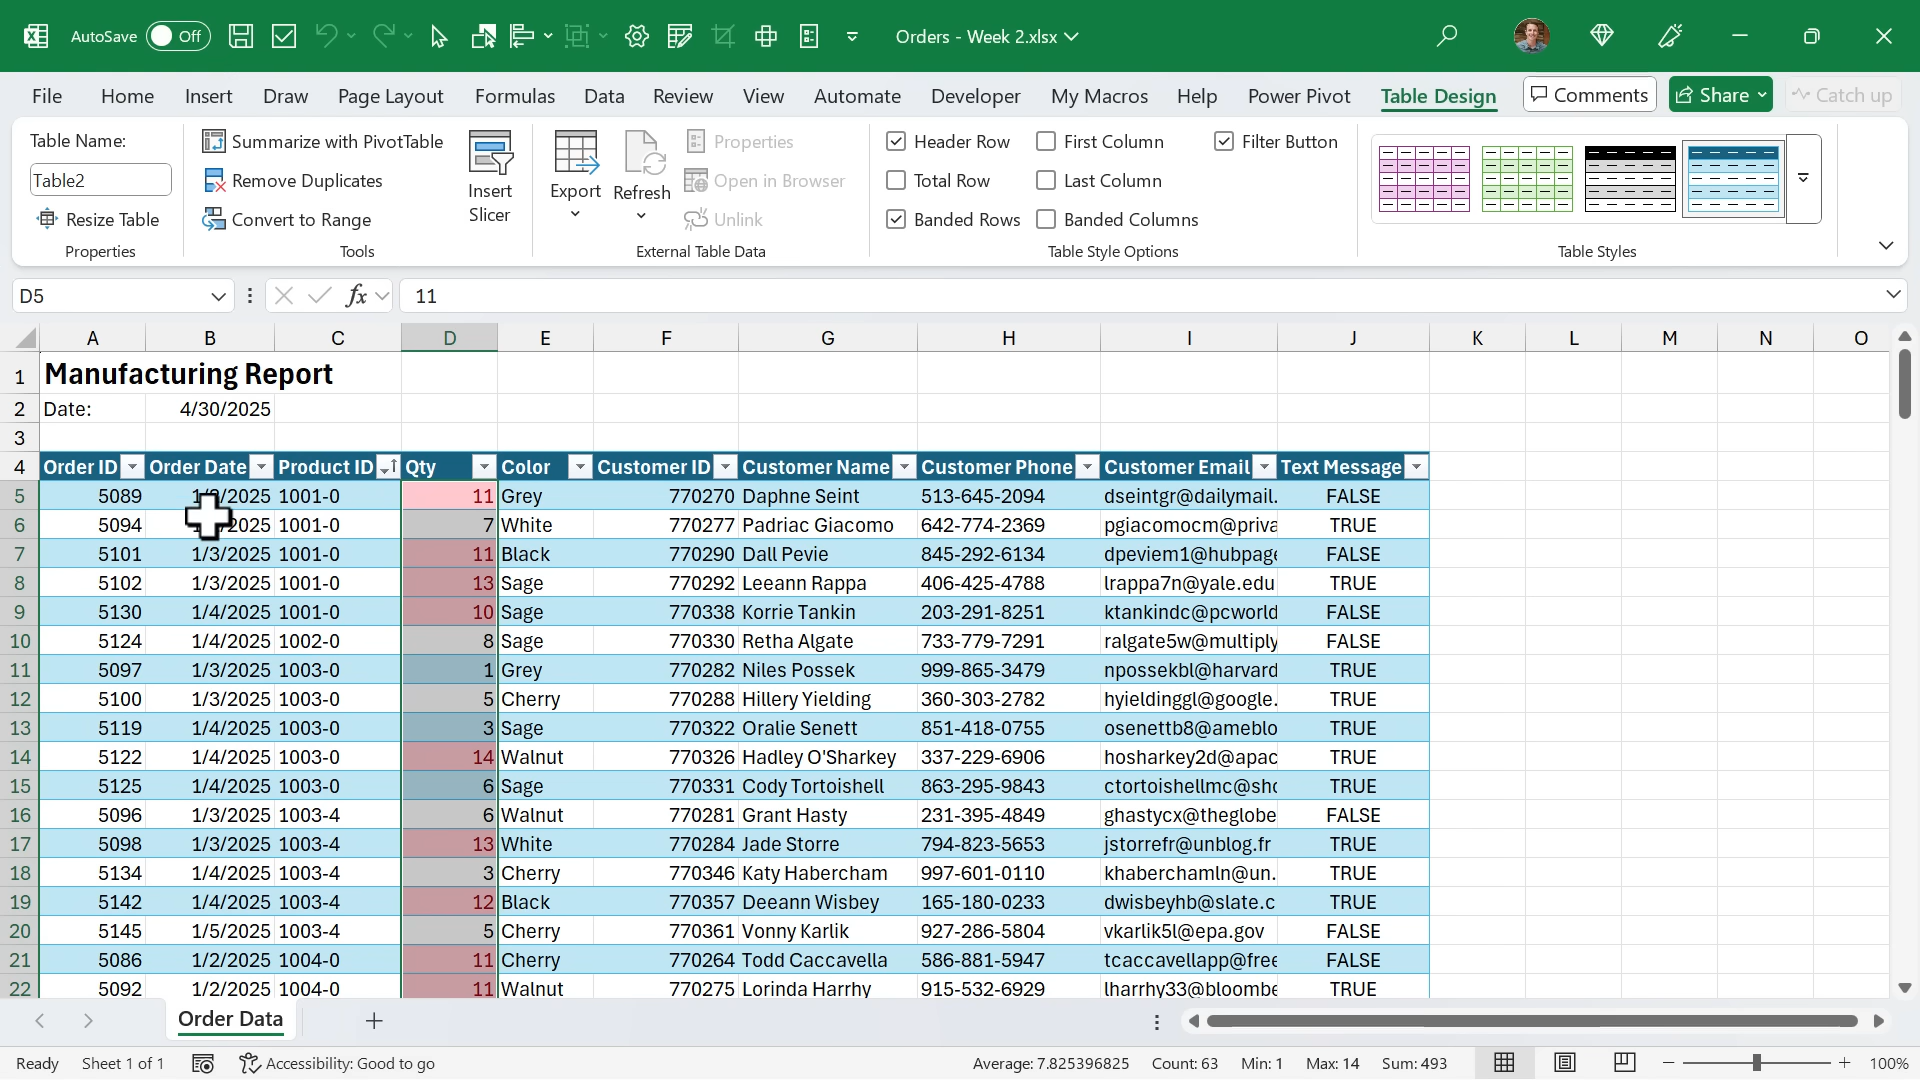 AutoSave Off Orders - Week 2.xlsx
File Home Insert Draw Page Layout Formulas Data Review View Automate Developer My Macros Help Power Pivot Table Design Comments Share Catch up
Table Name:
Table2
Resize Table
Properties
Summarize with PivotTable
Remove Duplicates
Convert to Range
Tools
Insert Slicer
Export
Refresh
Properties
Open in Browser
Unlink
External Table Data
Header Row First Column Filter Button
Total Row Last Column
Banded Rows Banded Columns
Table Style Options
Table Styles
D5 fx 11
A B C D E F G H I J K L M N O
1 Manufacturing Report
2 Date: 4/30/2025
3
4 Order ID Order Date Product ID Qty Color Customer ID Customer Name Customer Phone Customer Email Text Message
5 5089 1001-0 11 Grey 770270 Daphne Seint 513-645-2094 dseintgr@dailymail. FALSE
6 5094 1001-0 7 White 770277 Padriac Giacomo 642-774-2369 pgiacomocm@priva TRUE
7 5101 1/3/2025 1001-0 11 Black 770290 Dall Pevie 845-292-6134 dpeviem1@hubpage FALSE
8 5102 1/3/2025 1001-0 13 Sage 770292 Leeann Rappa 406-425-4788 lrappa7n@yale.edu TRUE
9 5130 1/4/2025 1001-0 10 Sage 770338 Korrie Tankin 203-291-8251 ktankindc@pcworld FALSE
10 5124 1/4/2025 1002-0 8 Sage 770330 Retha Algate 733-779-7291 ralgate5w@multiply FALSE
11 5097 1/3/2025 1003-0 1 Grey 770282 Niles Possek 999-865-3479 npossekbl@harvard TRUE
12 5100 1/3/2025 1003-0 5 Cherry 770288 Hillery Yielding 360-303-2782 hyieldinggl@google. TRUE
13 5119 1/4/2025 1003-0 3 Sage 770322 Oralie Senett 851-418-0755 osenettb8@ameblo TRUE
14 5122 1/4/2025 1003-0 14 Walnut 770326 Hadley O'Sharkey 337-229-6906 hosharkey2d@apac TRUE
15 5125 1/4/2025 1003-0 6 Sage 770331 Cody Tortoishell 863-295-9843 ctortoishellmc@sho TRUE
16 5096 1/3/2025 1003-4 6 Walnut 770281 Grant Hasty 231-395-4849 ghastycx@theglobe FALSE
17 5098 1/3/2025 1003-4 13 White 770284 Jade Storre 794-823-5653 jstorrefr@unblog.fr TRUE
18 5134 1/4/2025 1003-4 3 Cherry 770346 Katy Habercham 997-601-0110 khaberchamln@un. TRUE
19 5142 1/4/2025 1003-4 12 Black 770357 Deeann Wisbey 165-180-0233 dwisbeyhb@slate.c TRUE
20 5145 1/5/2025 1003-4 5 Cherry 770361 Vonny Karlik 927-286-5804 vkarlik5l@epa.gov FALSE
21 5086 1/2/2025 1004-0 11 Cherry 770264 Todd Caccavella 586-881-5947 tcaccavellapp@free FALSE
22 5092 1/2/2025 1004-0 11 Walnut 770275 Lorinda Harrhy 915-532-6929 lharrhy33@bloombe TRUE
Order Data
Ready Sheet 1 of 1 Accessibility: Good to go Average: 7.825396825 Count: 63 Min: 1 Max: 14 Sum: 493 100%